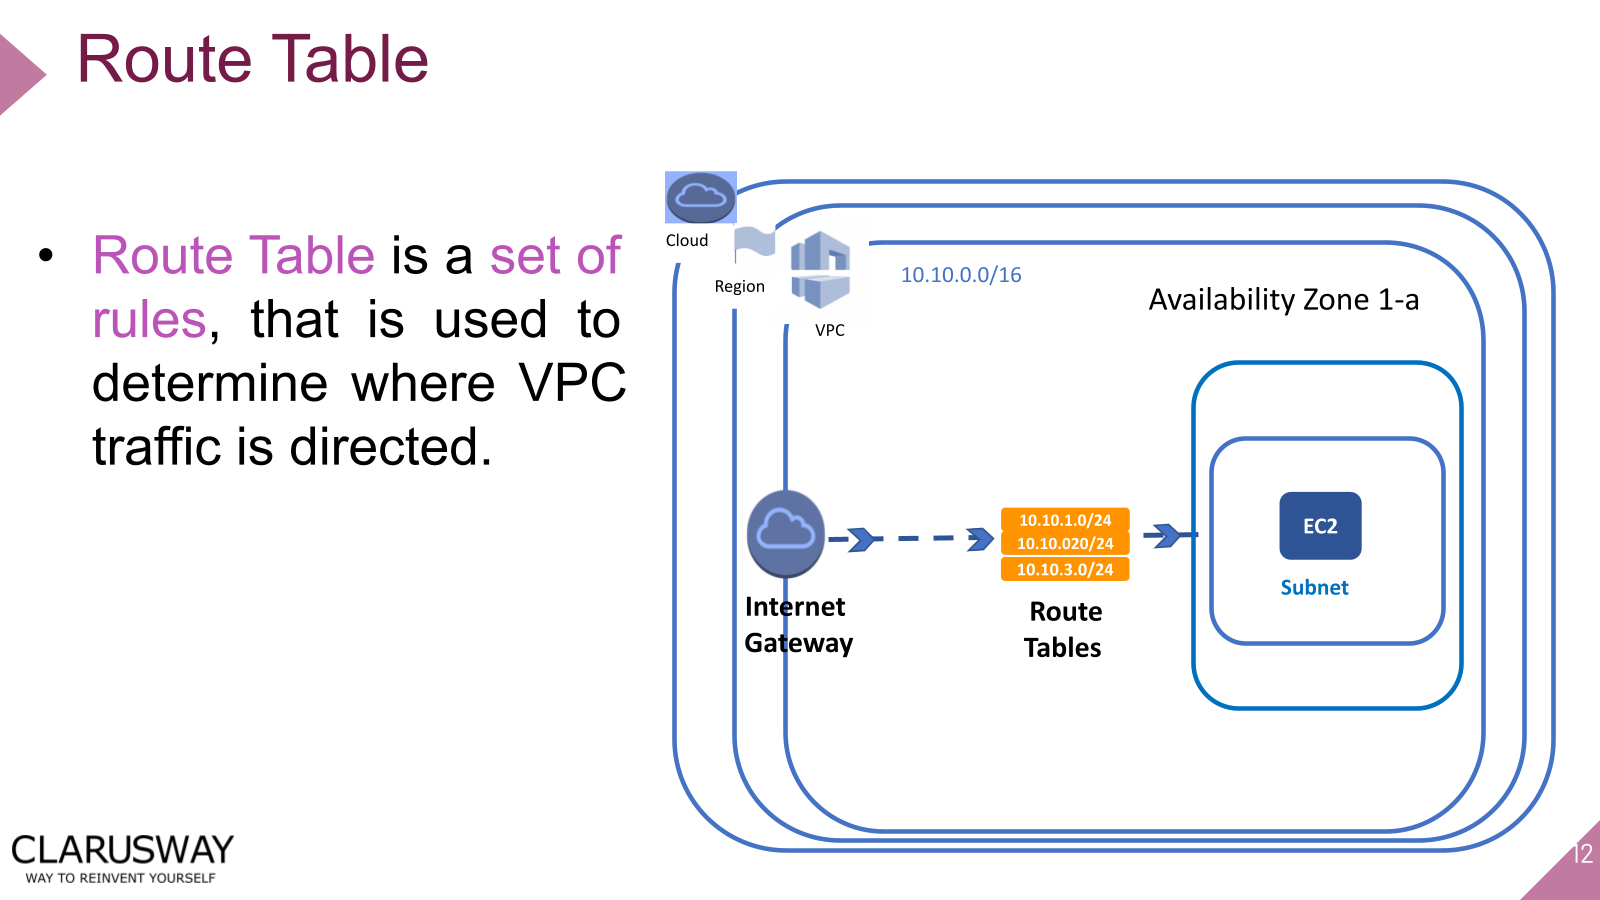 Route Table
• Route Table is a set of
rules, that is used to
determine where VPC
traffic is directed.
Cloud
Region
VPC
10.10.0.0/16
Availability Zone 1-a
10.10.1.0/24
10.10.020/24
10.10.3.0/24
EC2
Subnet
Internet
Gateway
Route
Tables
CLARUSWAY
WAY TO REINVENT YOURSELF
12